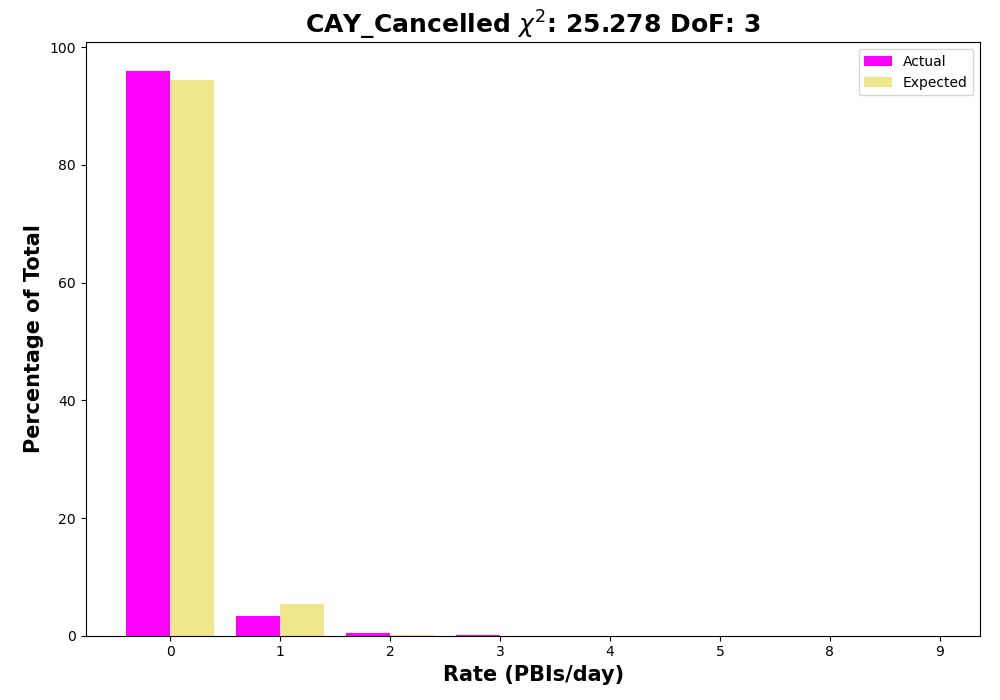 CAY_Cancelled χ²: 25.278 DoF: 3
Actual
Expected
Percentage of Total
100
80
60
40
20
0
0 1 2 3 4 5 8 9
Rate (PBIs/day)